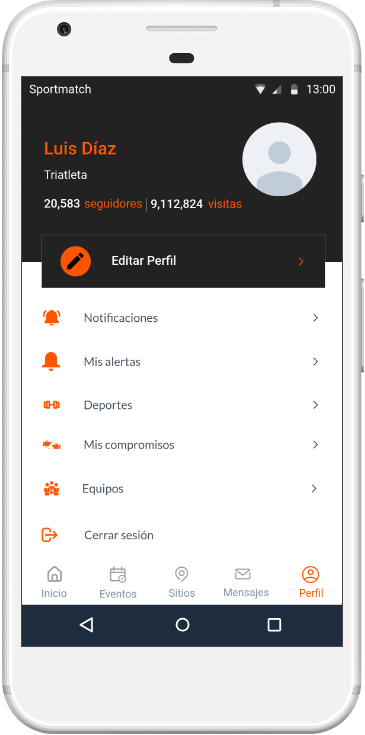 Sportmatch 13:00
Luis Díaz
Triatleta
20,583 seguidores | 9,112,824 visitas
Editar Perfil
Notificaciones
Mis alertas
Deportes
Mis compromisos
Equipos
Cerrar sesión
Inicio Eventos Sitios Mensajes Perfil